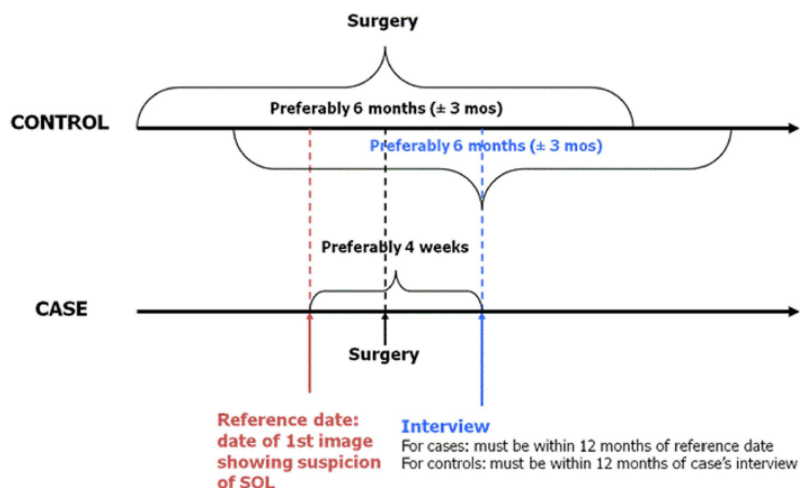 Surgery
Preferably 6 months (± 3 mos)
CONTROL
Preferably 6 months (± 3 mos)
Preferably 4 weeks
CASE
Surgery
Reference date:
date of 1st image
showing suspicion
of SOL
Interview
For cases: must be within 12 months of reference date
For controls: must be within 12 months of case's interview